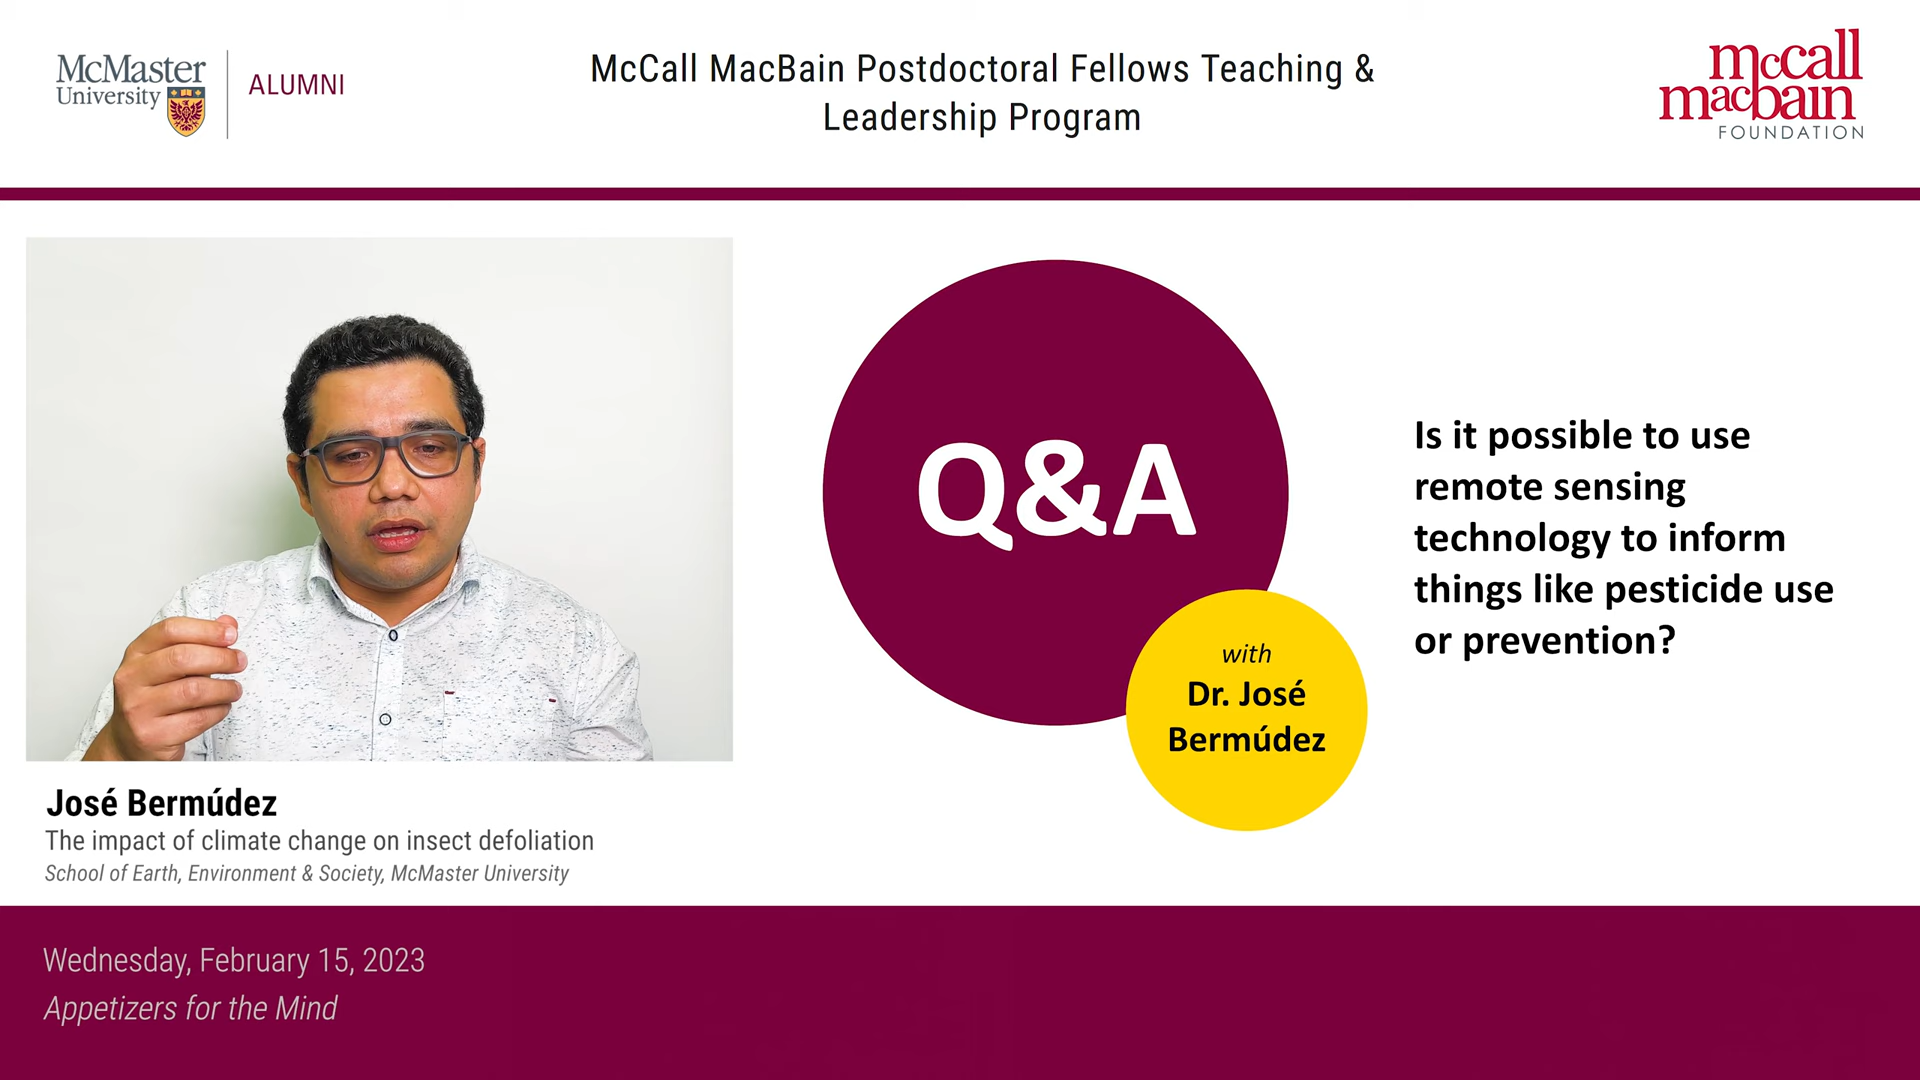 McMaster
University
ALUMNI
McCall MacBain Postdoctoral Fellows Teaching &
Leadership Program
mccall
macbain
FOUNDATION
Q&A
with
Dr. José
Bermúdez
Is it possible to use
remote sensing
technology to inform
things like pesticide use
or prevention?
José Bermúdez
The impact of climate change on insect defoliation
School of Earth, Environment & Society, McMaster University
Wednesday, February 15, 2023
Appetizers for the Mind